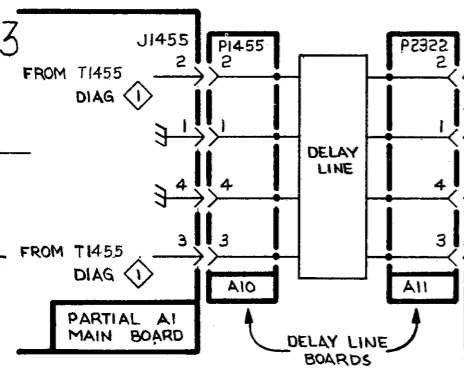 3
J1455
P1455
P2322
2
2
2
FROM T1455
DIAG 1
1
1
1
DELAY
LINE
4
4
4
3
3
3
FROM T1455
DIAG 1
A10
A11
PARTIAL A1
MAIN BOARD
DELAY LINE
BOARDS